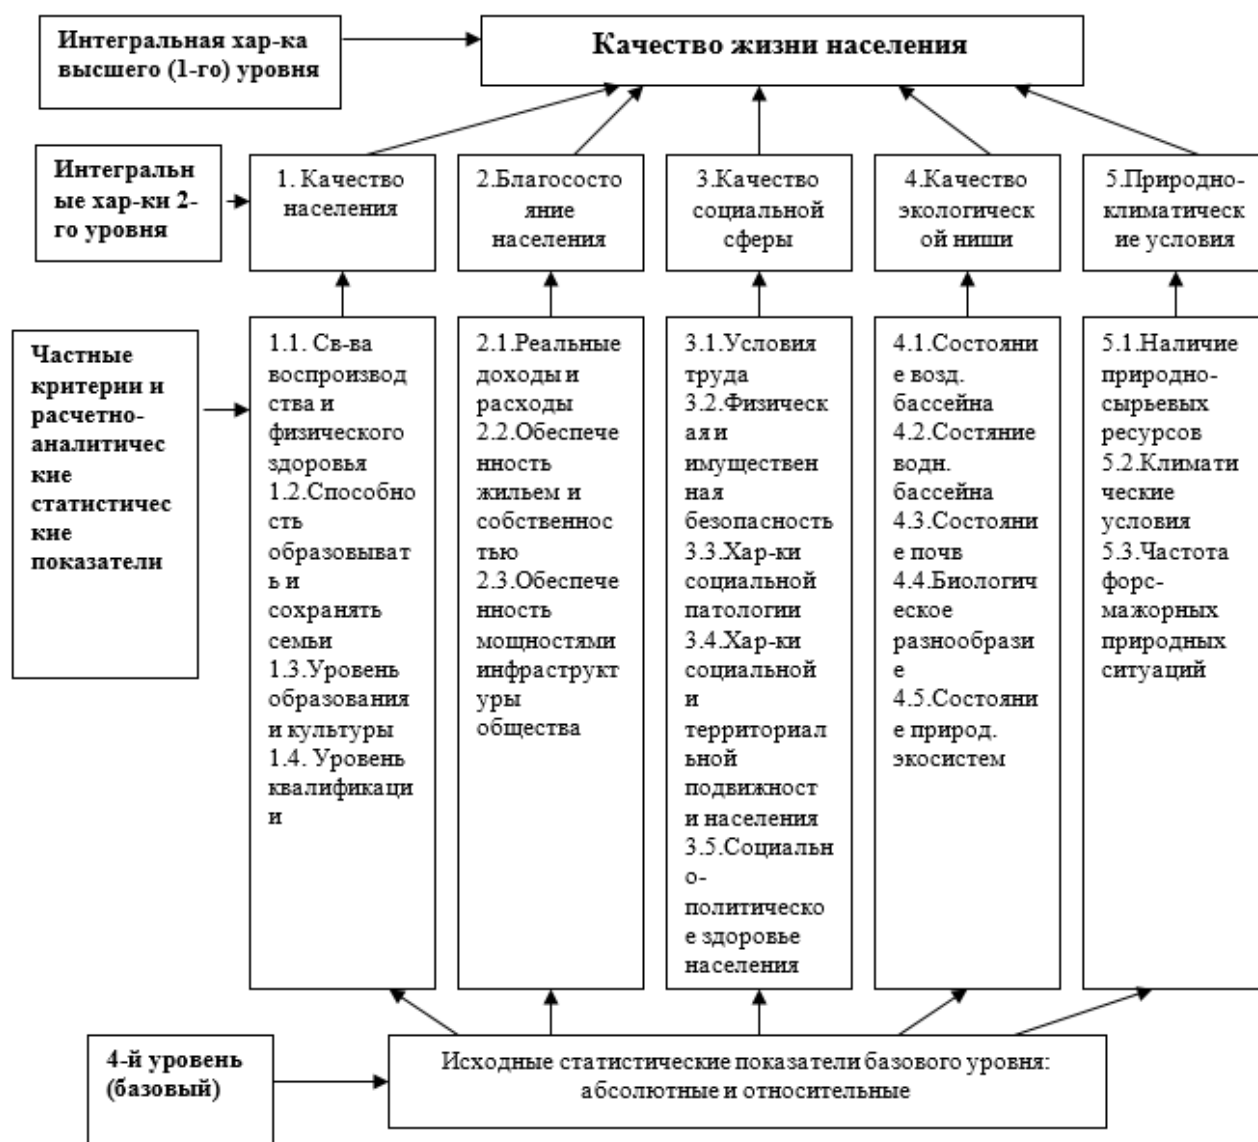 Интегральная хар-ка
высшего (1-го) уровня
Качество жизни населения
Интегральн
ые хар-ки 2-
го уровня
1. Качество
населения
2.Благососто
яние
населения
3.Качество
социальной
сферы
4.Качество
экологическ
ой ниши
5.Природно-
климатическ
ие условия
Частные
критерии и
расчетно-
аналитичес
кие
статистичес
кие
показатели
1.1. Св-ва
воспроизвод
ства и
физического
здоровья
1.2.Способно
сть
образовыват
ь и
сохранять
семьи
1.3.Уровень
образования
и культуры
1.4. Уровень
квалификаци
и
2.1.Реальные
доходы и
расходы
2.2.Обеспече
нность
жильем и
собственнос
тью
2.3.Обеспече
нность
мощностями
инфраструкт
уры
общества
3.1.Условия
труда
3.2.Физическ
ая и
имуществен
ная
безопасность
3.3.Хар-ки
социальной
патологии
3.4.Хар-ки
социальной
и
территориал
ьной
подвижност
и населения
3.5.Социальн
о-
политическо
е здоровье
населения
4.1.Состояни
е возд.
бассейна
4.2.Состяние
водн.
бассейна
4.3.Состояни
е почв
4.4.Биологич
еское
разнообрази
е
4.5.Состояни
е природ.
экосистем
5.1.Наличие
природно-
сырьевых
ресурсов
5.2.Климати
ческие
условия
5.3.Частота
форс-
мажорных
природных
ситуаций
4-й уровень
(базовый)
Исходные статистические показатели базового уровня:
абсолютные и относительные